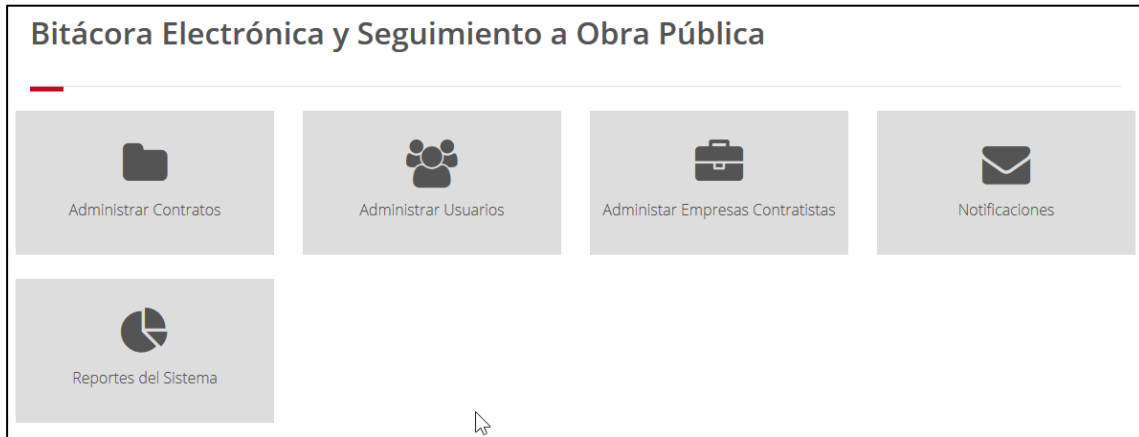 Bitácora Electrónica y Seguimiento a Obra Pública
Administrar Contratos
Administrar Usuarios
Administar Empresas Contratistas
Notificaciones
Reportes del Sistema